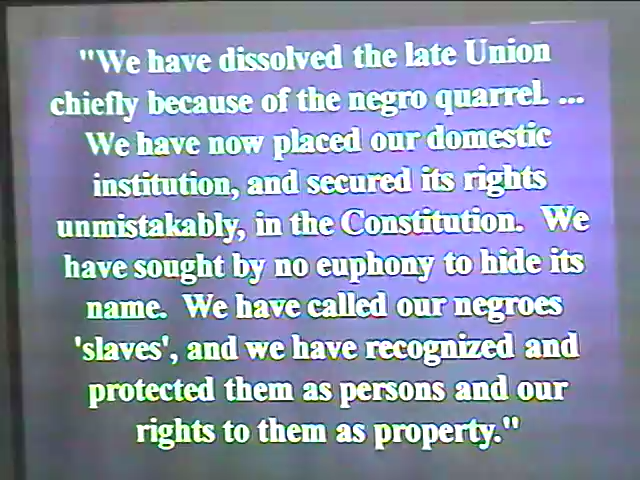 "We have dissolved the late Union
chiefly because of the negro quarrel. ...
We have now placed our domestic
institution, and secured its rights
unmistakably, in the Constitution. We
have sought by no euphony to hide its
name. We have called our negroes
'slaves', and we have recognized and
protected them as persons and our
rights to them as property."